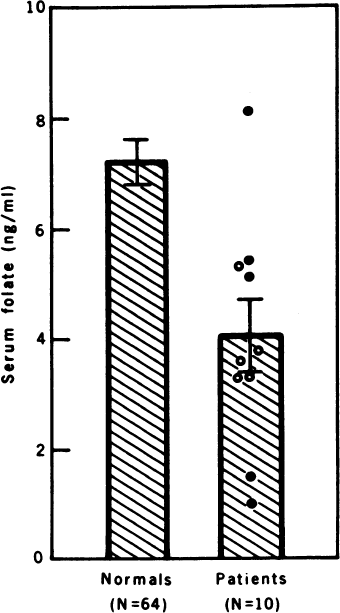 10
8
6
4
2
0
Serum folate (ng/ml)
Normals
(N=64)
Patients
(N=10)